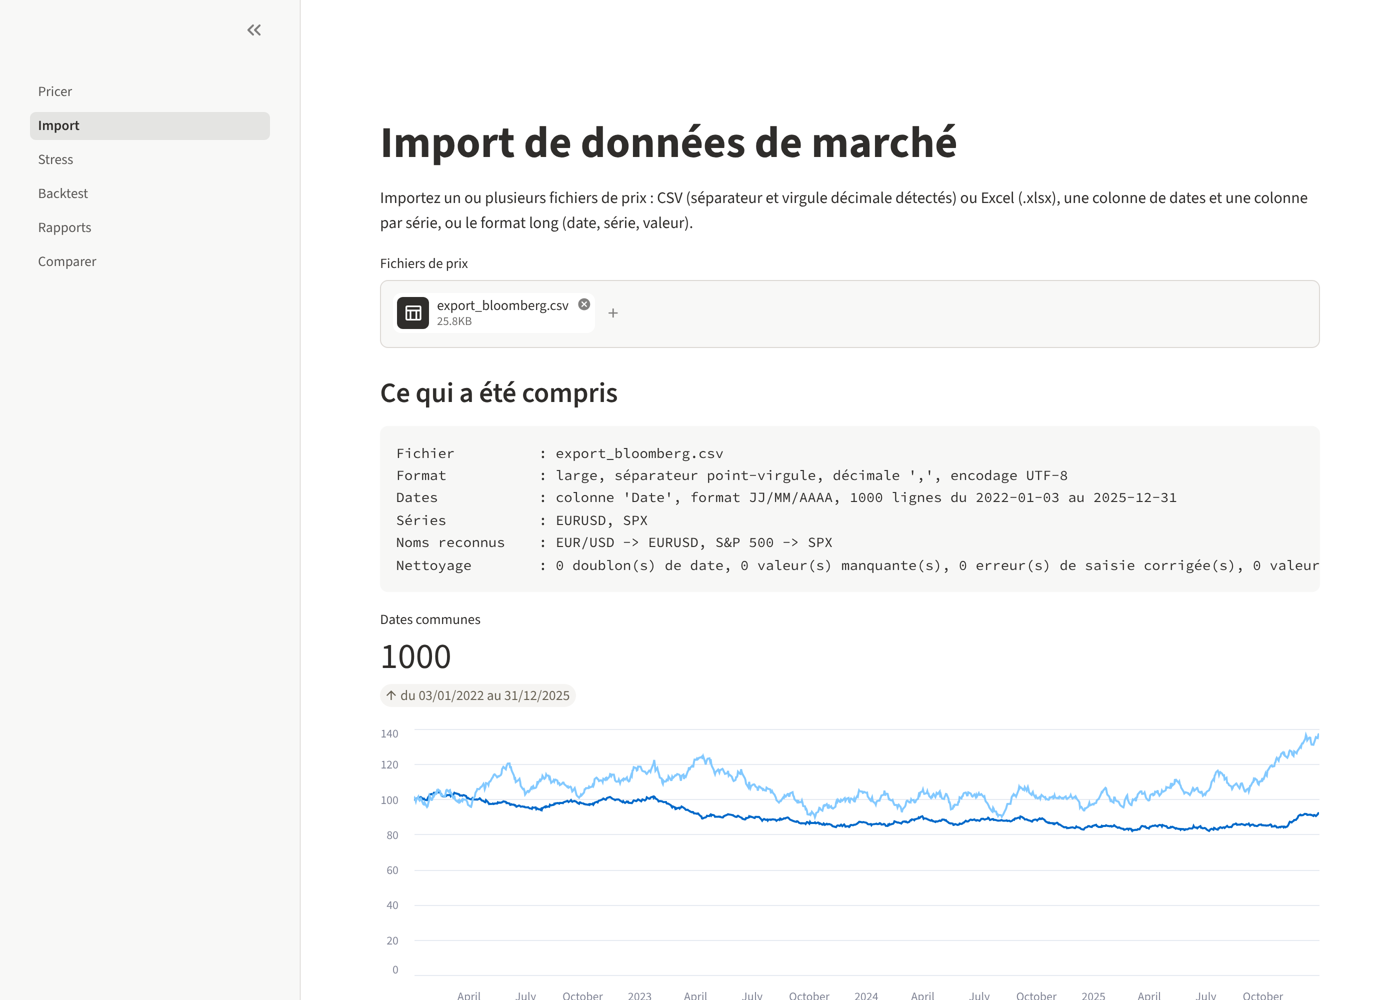 Pricer
Import
Stress
Backtest
Rapports
Comparer
Import de données de marché
Importez un ou plusieurs fichiers de prix : CSV (séparateur et virgule décimale détectés) ou Excel (.xlsx), une colonne de dates et une colonne
par série, ou le format long (date, série, valeur).
Fichiers de prix
export_bloomberg.csv
25.8KB
Ce qui a été compris
Fichier : export_bloomberg.csv
Format : large, séparateur point-virgule, décimale ',', encodage UTF-8
Dates : colonne 'Date', format JJ/MM/AAAA, 1000 lignes du 2022-01-03 au 2025-12-31
Séries : EURUSD, SPX
Noms reconnus : EUR/USD -> EURUSD, S&P 500 -> SPX
Nettoyage : 0 doublon(s) de date, 0 valeur(s) manquante(s), 0 erreur(s) de saisie corrigée(s), 0 valeur
Dates communes
1000
↑ du 03/01/2022 au 31/12/2025
140
120
100
80
60
40
20
0
April July October 2023 April July October 2024 April July October 2025 April July October